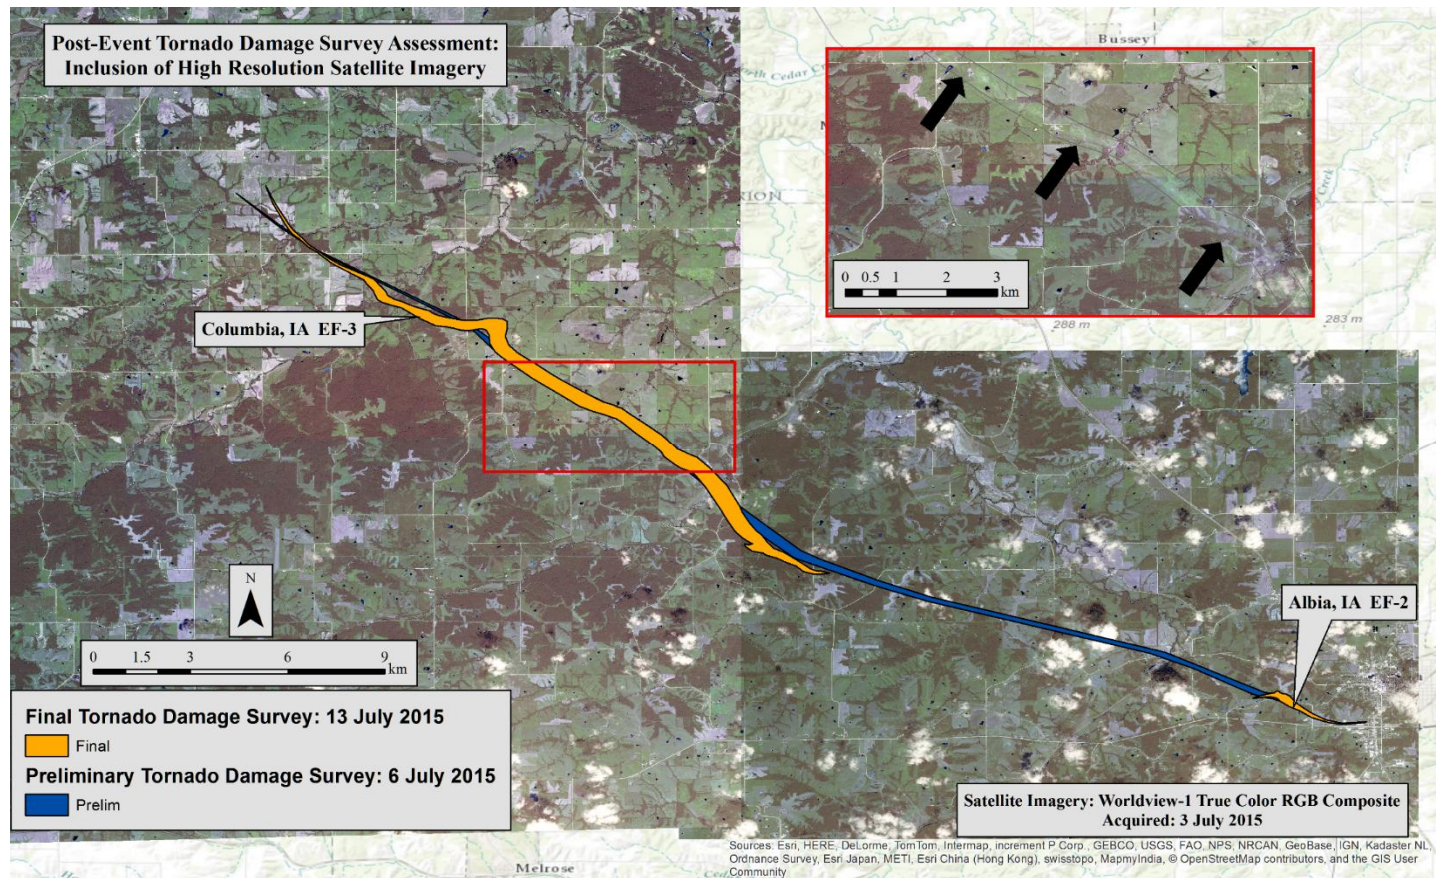 Post-Event Tornado Damage Survey Assessment:
Inclusion of High Resolution Satellite Imagery
Bussey
0 0.5 1 2 3
km
288 m
283 m
Creek
Columbia, IA EF-3
N
0 1.5 3 6 9
km
Albia, IA EF-2
Final Tornado Damage Survey: 13 July 2015
Final
Preliminary Tornado Damage Survey: 6 July 2015
Prelim
Satellite Imagery: Worldview-1 True Color RGB Composite
Acquired: 3 July 2015
Sources: Esri, HERE, DeLorme, TomTom, Intermap, increment P Corp., GEBCO, USGS, FAO, NPS, NRCAN, GeoBase, IGN, Kadaster NL,
Ordnance Survey, Esri Japan, METI, Esri China (Hong Kong), swisstopo, MapmyIndia, © OpenStreetMap contributors, and the GIS User
Community
Melrose